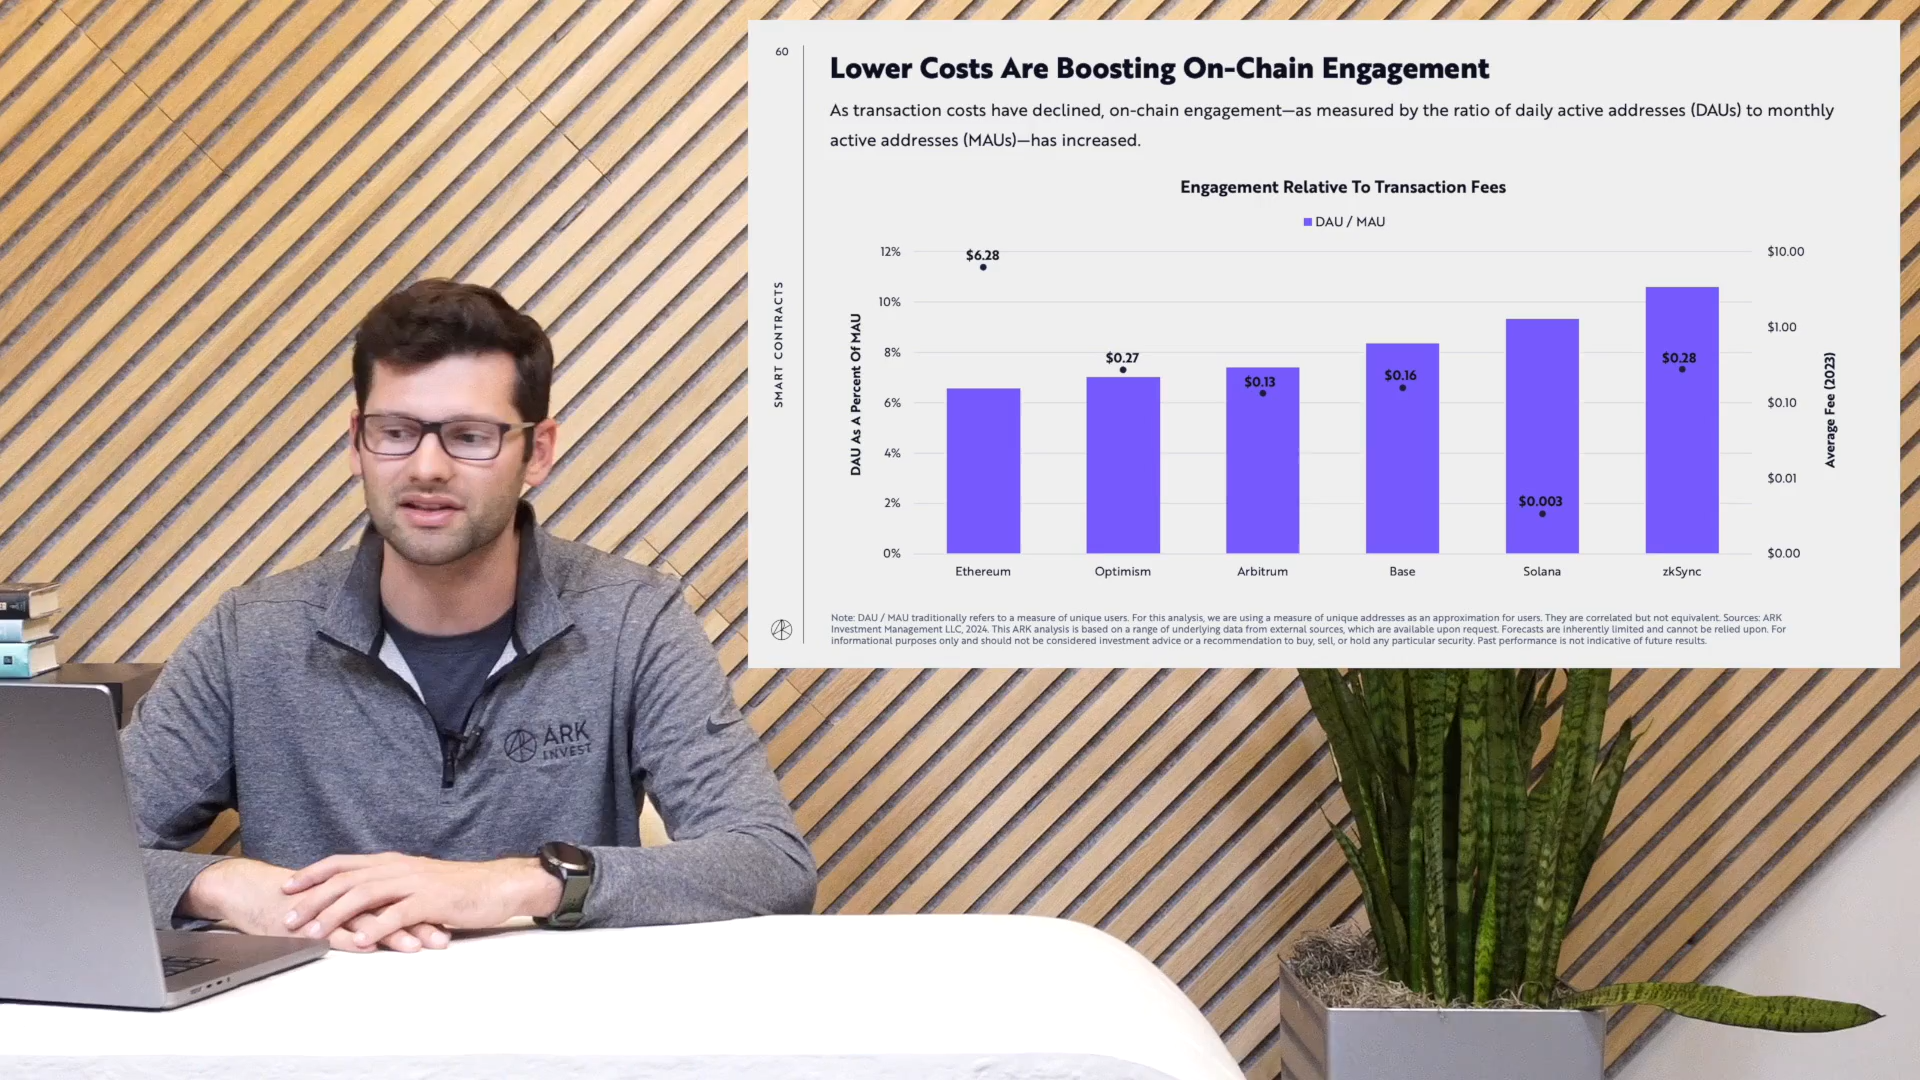 60
Lower Costs Are Boosting On-Chain Engagement
As transaction costs have declined, on-chain engagement—as measured by the ratio of daily active addresses (DAUs) to monthly
active addresses (MAUs)—has increased.
SMART CONTRACTS
Engagement Relative To Transaction Fees
DAU / MAU
DAU As A Percent Of MAU
12%
10%
8%
6%
4%
2%
0%
$6.28
$0.27
$0.13
$0.16
$0.003
$0.28
$10.00
$1.00
$0.10
$0.01
$0.00
Average Fee (2023)
Ethereum
Optimism
Arbitrum
Base
Solana
zkSync
Note: DAU / MAU traditionally refers to a measure of unique users. For this analysis, we are using a measure of unique addresses as an approximation for users. They are correlated but not equivalent. Sources: ARK
Investment Management LLC, 2024. This ARK analysis is based on a range of underlying data from external sources, which are available upon request. Forecasts are inherently limited and cannot be relied upon. For
informational purposes only and should not be considered investment advice or a recommendation to buy, sell, or hold any particular security. Past performance is not indicative of future results.
ARK
INVEST